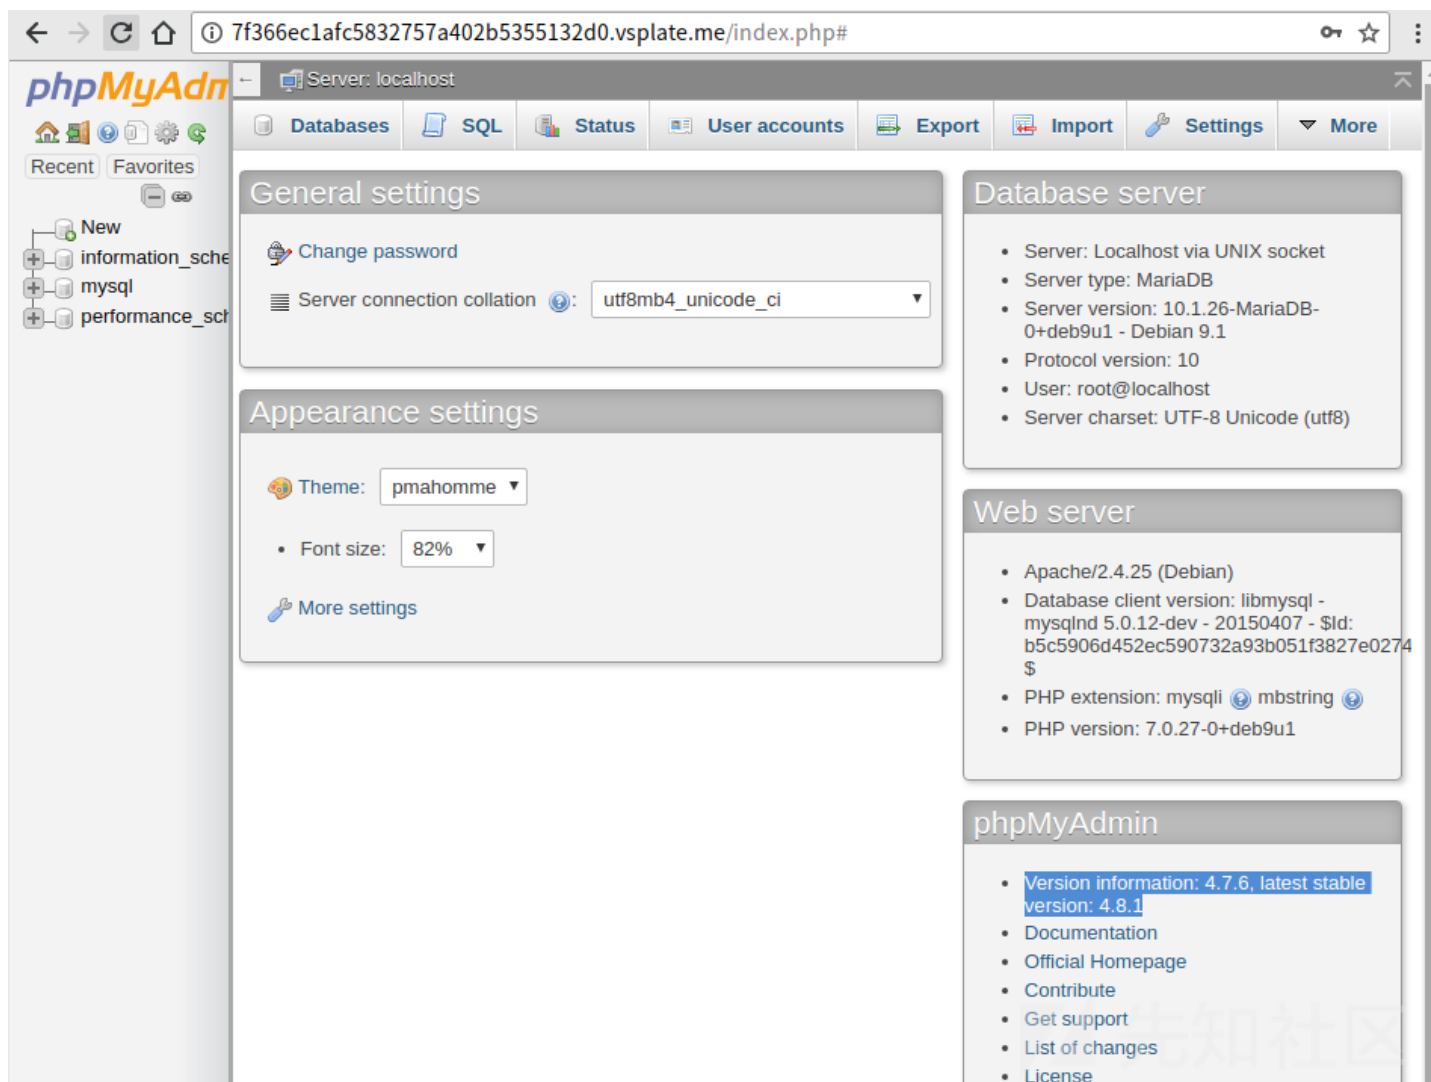 7f366ec1afc5832757a402b5355132d0.vsplate.me/index.php#
phpMyAdm
Recent Favorites
New
information_sche
mysql
performance_sch
Server: localhost
Databases SQL Status User accounts Export Import Settings More
General settings
Change password
Server connection collation : utf8mb4_unicode_ci
Appearance settings
Theme: pmahomme
Font size: 82%
More settings
Database server
Server: Localhost via UNIX socket
Server type: MariaDB
Server version: 10.1.26-MariaDB-
0+deb9u1 - Debian 9.1
Protocol version: 10
User: root@localhost
Server charset: UTF-8 Unicode (utf8)
Web server
Apache/2.4.25 (Debian)
Database client version: libmysql -
mysqlnd 5.0.12-dev - 20150407 - $Id:
b5c5906d452ec590732a93b051f3827e0274
$
PHP extension: mysqli mbstring
PHP version: 7.0.27-0+deb9u1
phpMyAdmin
Version information: 4.7.6, latest stable
version: 4.8.1
Documentation
Official Homepage
Contribute
Get support
List of changes
License
先知社区